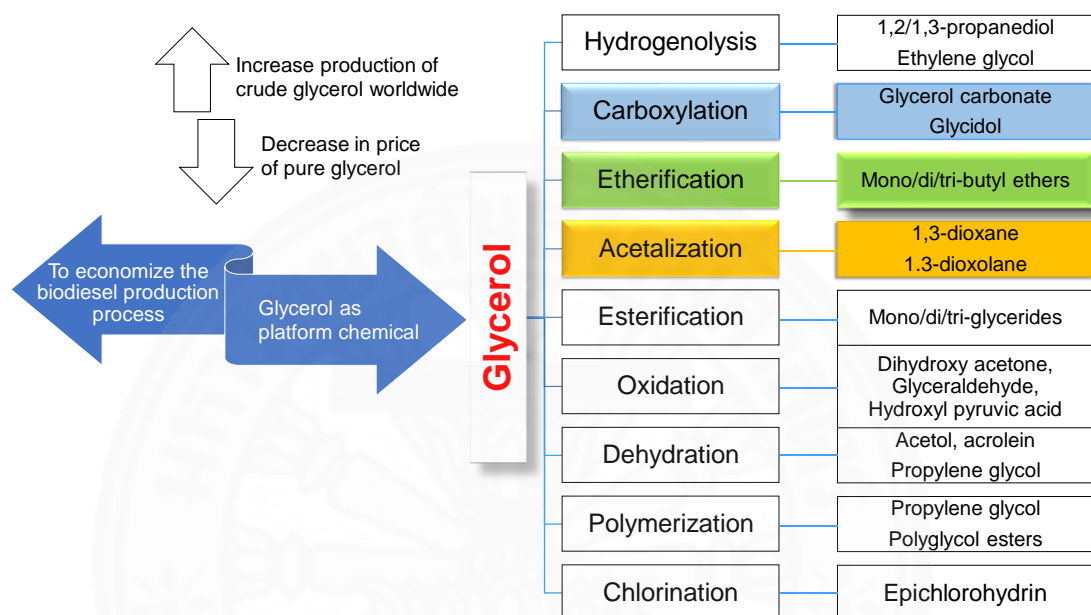 Increase production of
crude glycerol worldwide
Decrease in price
of pure glycerol
To economize the
biodiesel production
process
Glycerol as
platform chemical
Glycerol
Hydrogenolysis
1,2/1,3-propanediol
Ethylene glycol
Carboxylation
Glycerol carbonate
Glycidol
Etherification
Mono/di/tri-butyl ethers
Acetalization
1,3-dioxane
1.3-dioxolane
Esterification
Mono/di/tri-glycerides
Oxidation
Dihydroxy acetone,
Glyceraldehyde,
Hydroxyl pyruvic acid
Dehydration
Acetol, acrolein
Propylene glycol
Polymerization
Propylene glycol
Polyglycol esters
Chlorination
Epichlorohydrin